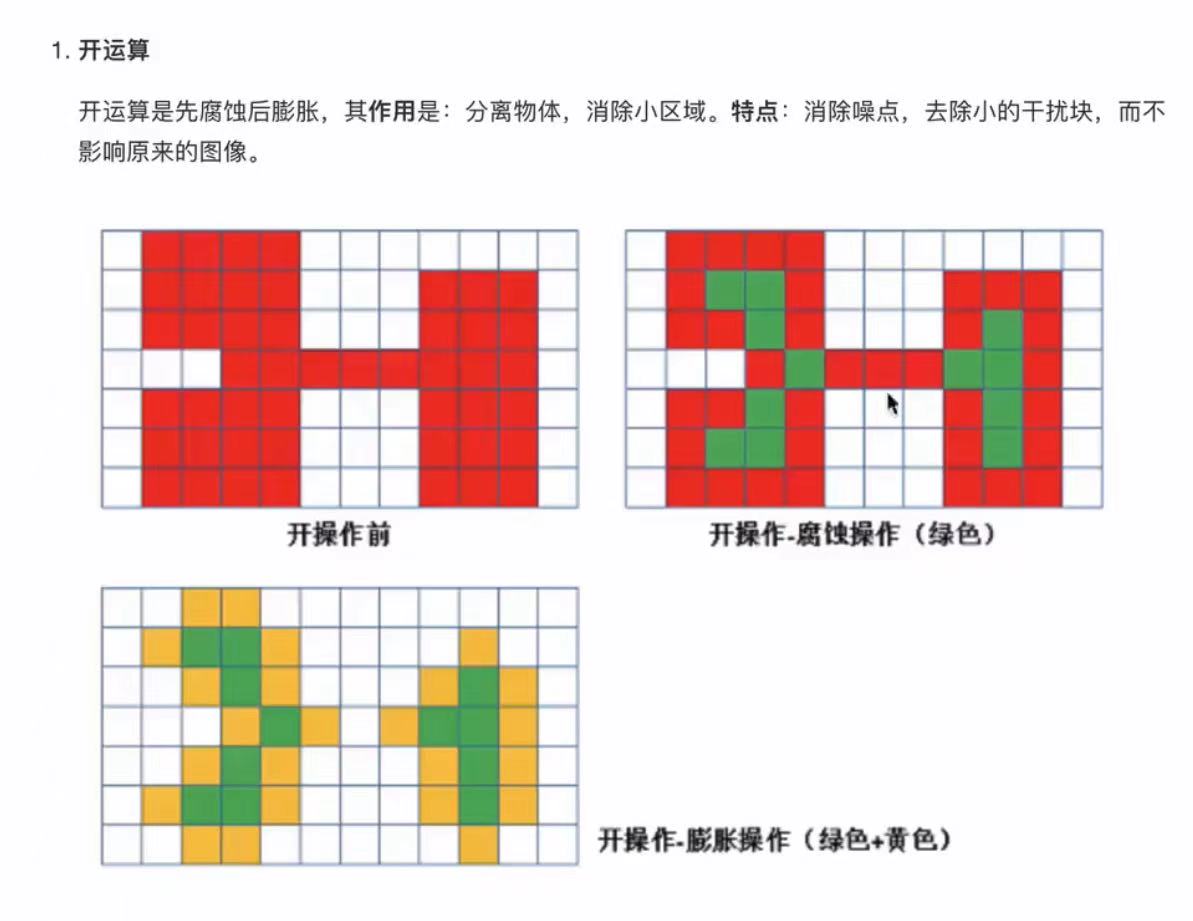 1. 开运算
开运算是先腐蚀后膨胀，其作用是：分离物体，消除小区域。特点：消除噪点，去除小的干扰块，而不
影响原来的图像。
开操作前
开操作-腐蚀操作（绿色）
开操作-膨胀操作（绿色+黄色）